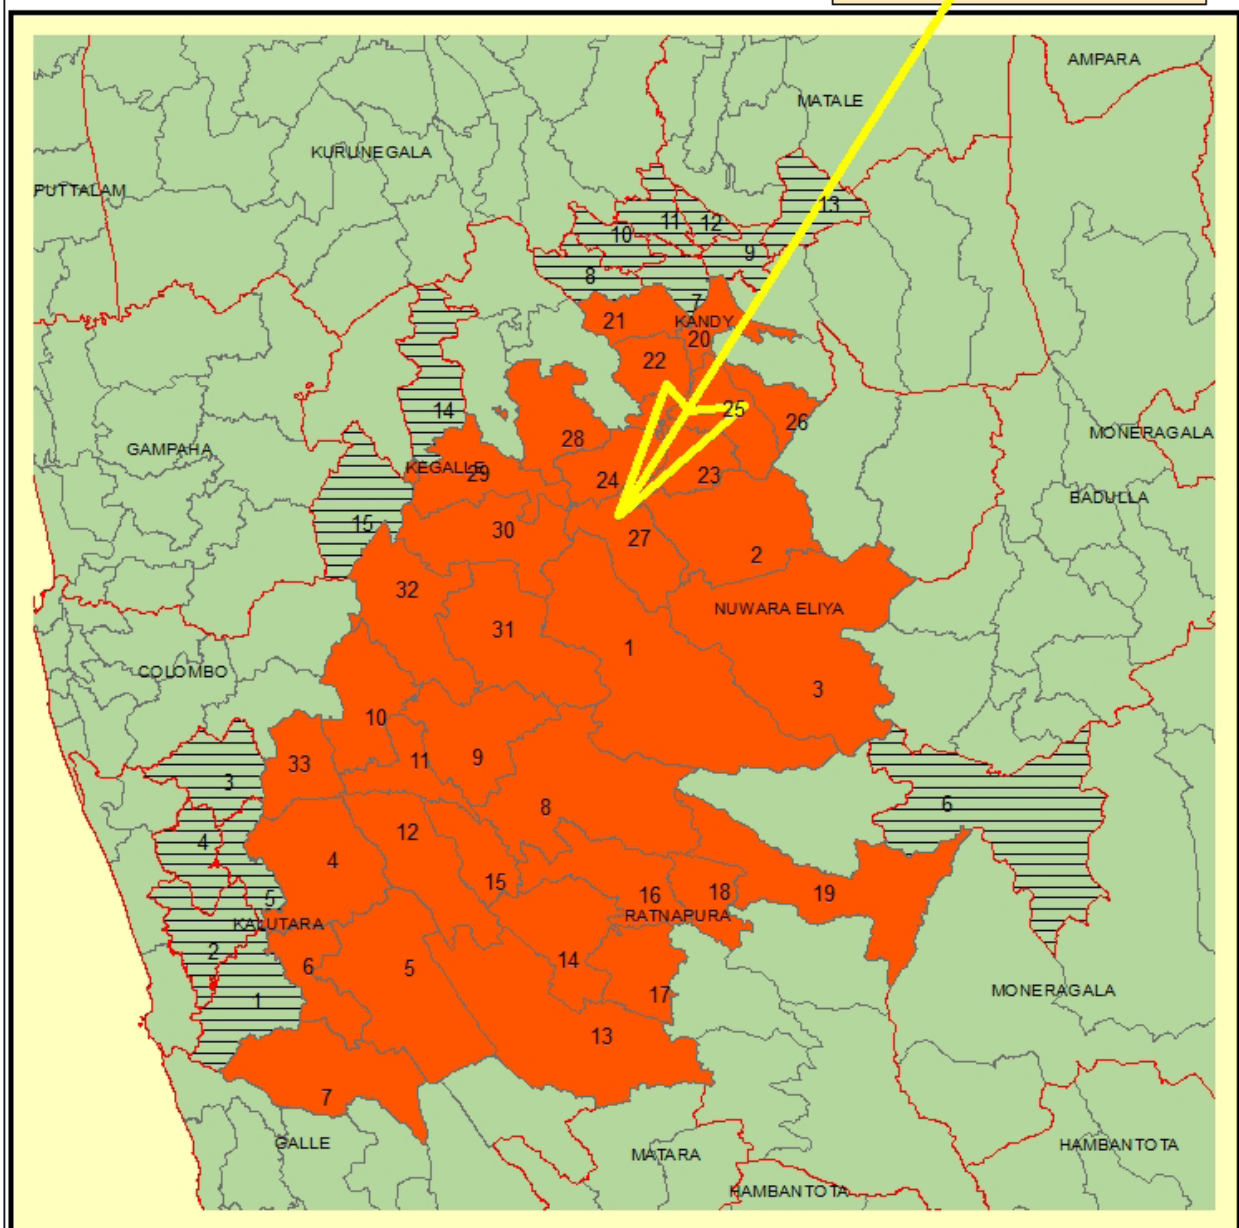 AMPARA
MATALE
KURUNEGALA
PUTTALAM
13
11
12
10
9
8
7
21
KANDY
20
22
14
25
26
28
GAMPAHA
MONERAGALA
KEGALLE
29
24
23
BADULLA
15
30
27
2
32
NUWARA ELIYA
31
1
COLOMBO
3
10
11
9
33
3
6
8
4
12
4
15
16
18
19
5
RATNAPURA
KALUTARA
2
6
5
14
17
1
MONERAGALA
13
7
GALLE
MATARA
HAMBANTOTA
HAMBANTOTA